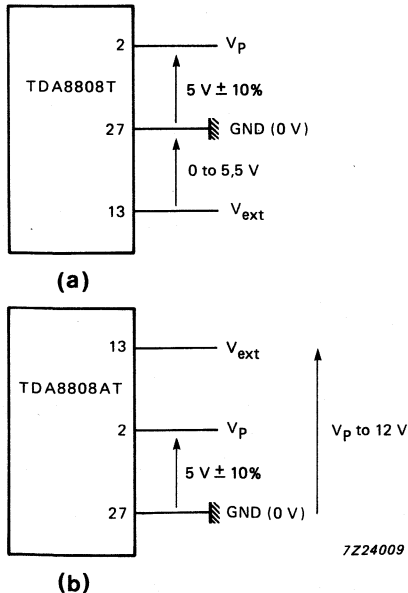 2
V_P
TDA8808T
5 V ± 10%
27
GND (0 V)
0 to 5,5 V
13
V_ext
(a)
13
V_ext
TDA8808AT
2
V_P
V_P to 12 V
5 V ± 10%
27
GND (0 V)
7Z24009
(b)